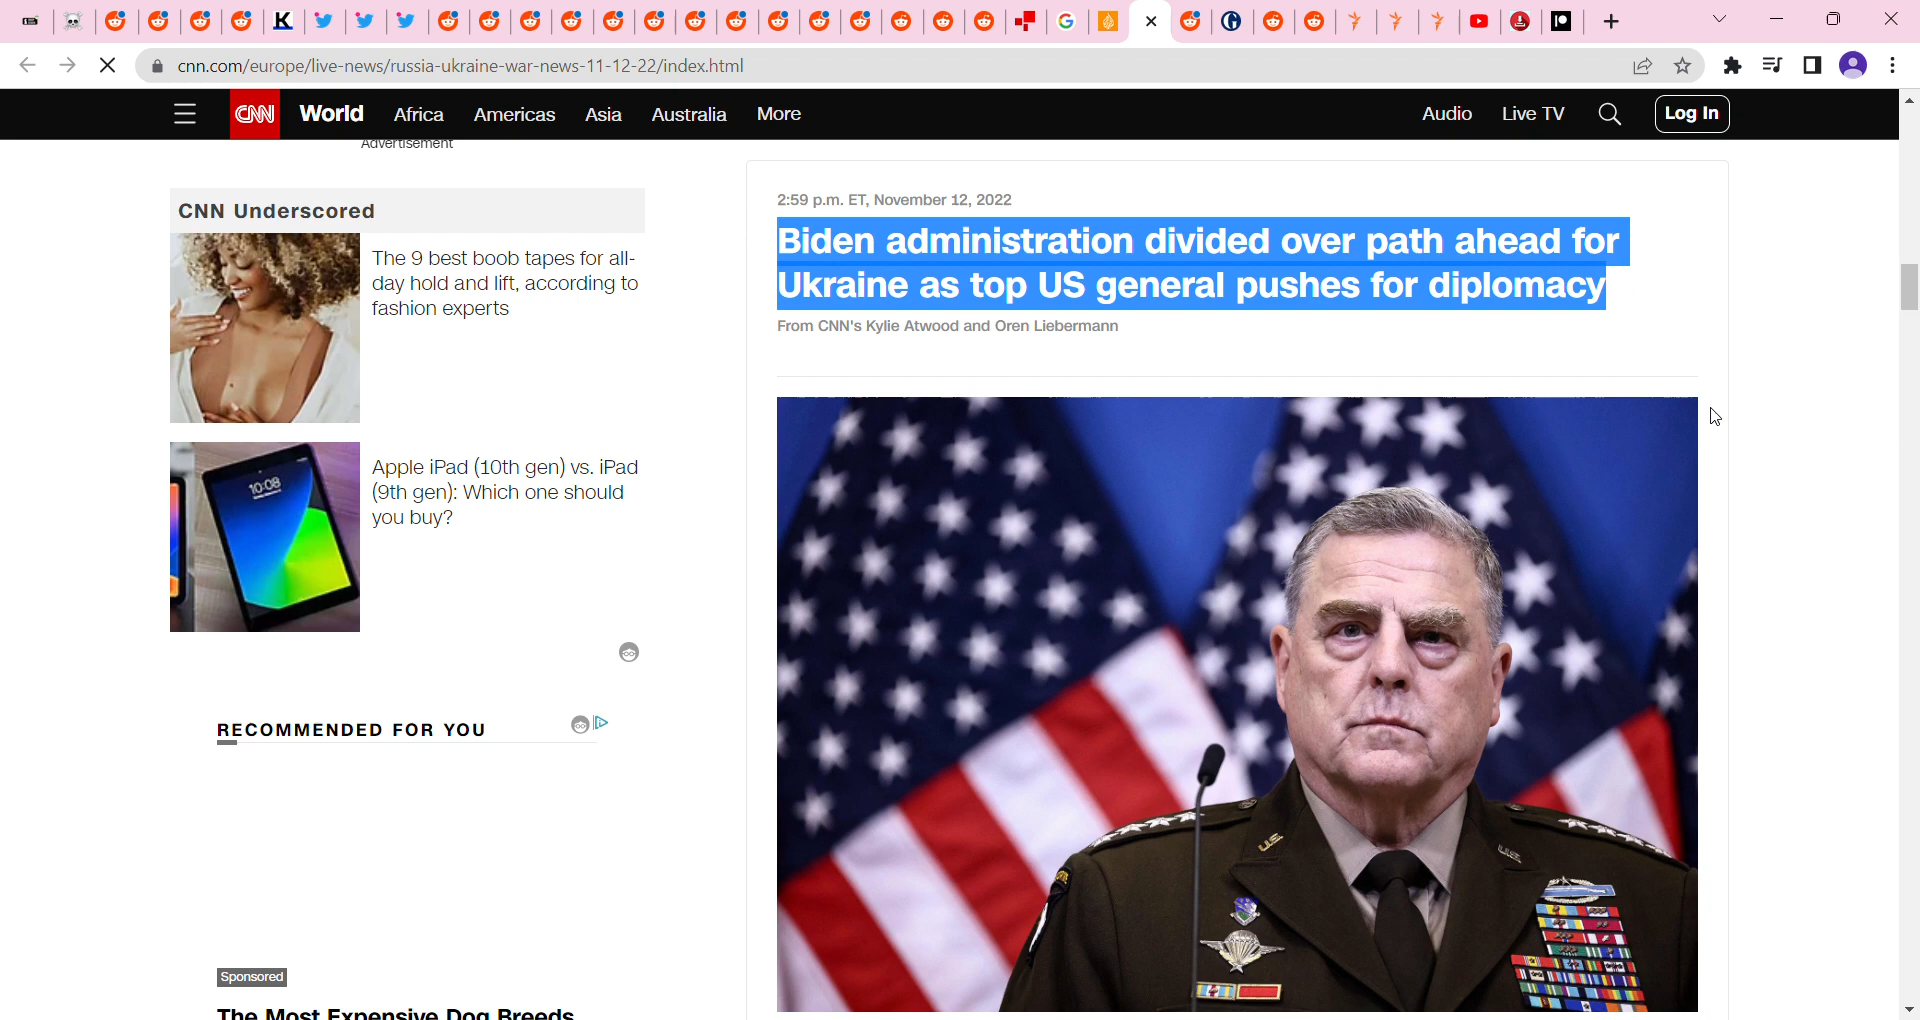 cnn.com/europe/live-news/russia-ukraine-war-news-11-12-22/index.html
CNN World Africa Americas Asia Australia More Audio Live TV Log In
Advertisement
CNN Underscored
The 9 best boob tapes for all-
day hold and lift, according to
fashion experts
10:08
Apple iPad (10th gen) vs. iPad
(9th gen): Which one should
you buy?
RECOMMENDED FOR YOU
Sponsored
The Most Expensive Dog Breeds
2:59 p.m. ET, November 12, 2022
Biden administration divided over path ahead for
Ukraine as top US general pushes for diplomacy
From CNN's Kylie Atwood and Oren Liebermann
U.S.
U.S.